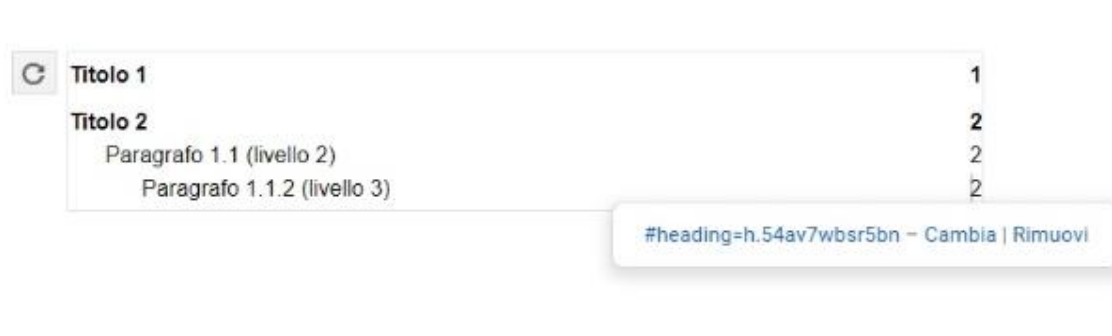 Titolo 1 1
Titolo 2 2
Paragrafo 1.1 (livello 2) 2
Paragrafo 1.1.2 (livello 3) 2
#heading=h.54av7wbsr5bn – Cambia | Rimuovi